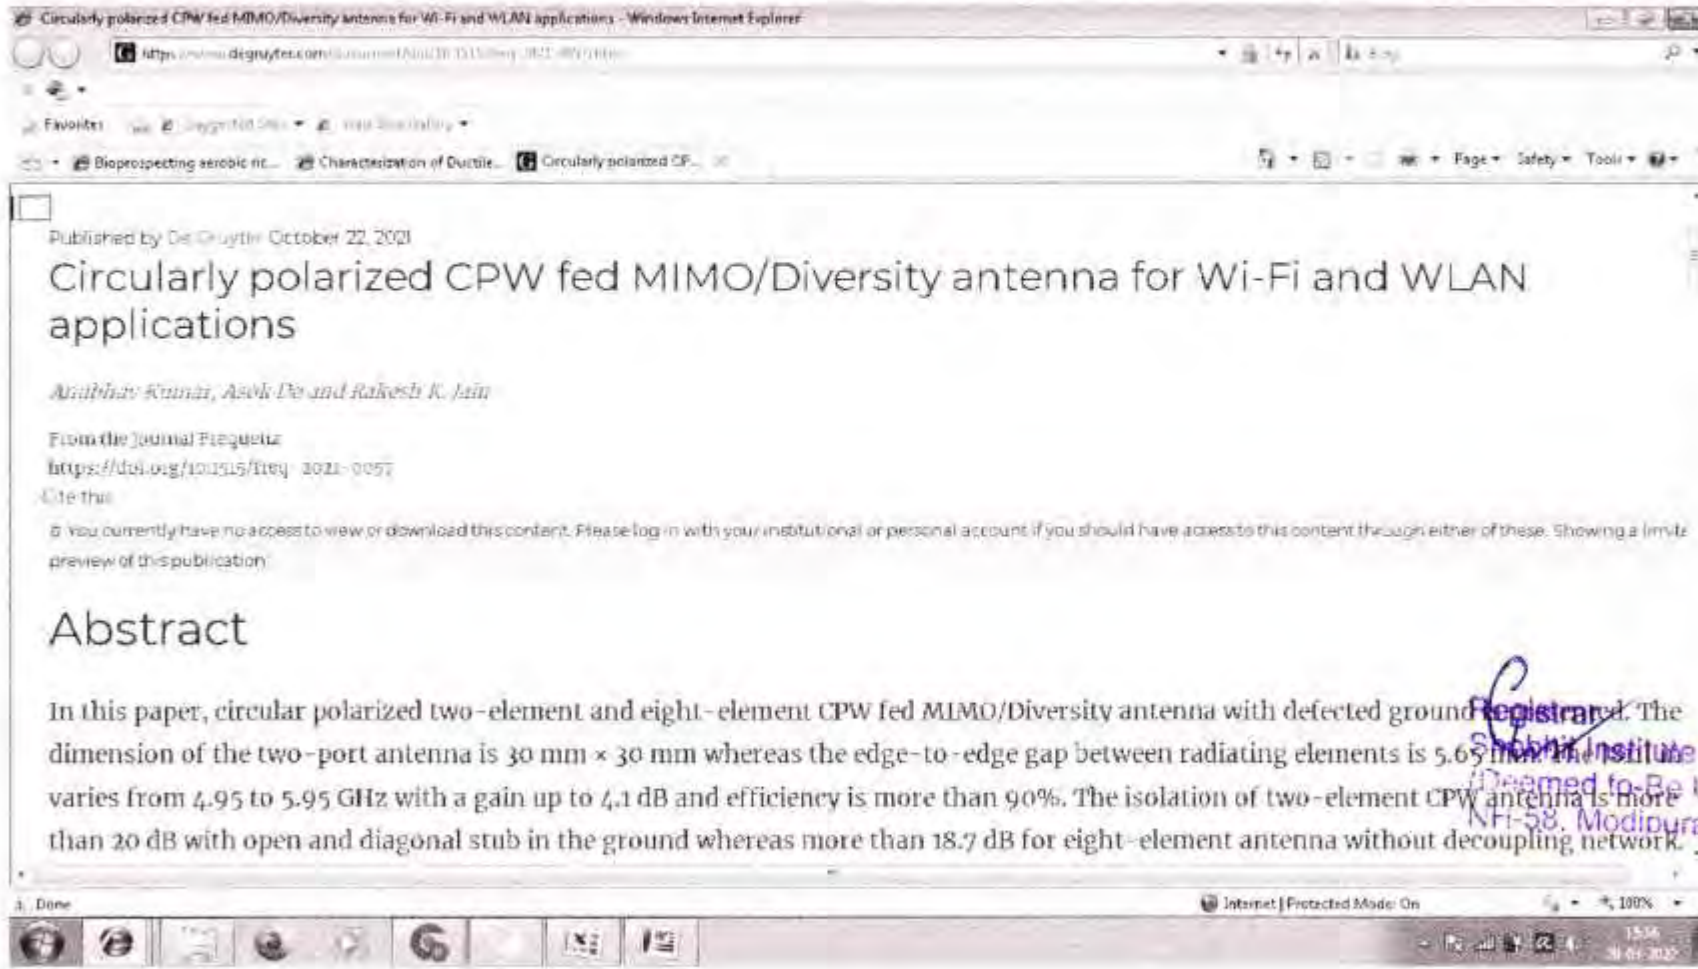 Circularly polarized CPW fed MIMO/Diversity antenna for Wi-Fi and WLAN applications - Windows Internet Explorer
degruyter.com
Favorites
Bioprospecting aerobic ric... Characterization of Ductile... Circularly polarized CP...
Page Safety Tools
Published by De Gruyter October 22, 2021
Circularly polarized CPW fed MIMO/Diversity antenna for Wi-Fi and WLAN
applications
Kumar, Asok De and Rakesh K. Jain
From the Journal Frequenz
https://doi.org/10.1515/freq-2021-0057
Cite this
You currently have no access to view or download this content. Please log in with your institutional or personal account if you should have access to this content through either of these. Showing a limite
preview of this publication
Abstract
In this paper, circular polarized two-element and eight-element CPW fed MIMO/Diversity antenna with defected ground The
dimension of the two-port antenna is 30 mm × 30 mm whereas the edge-to-edge gap between radiating elements is 5.65
varies from 4.95 to 5.95 GHz with a gain up to 4.1 dB and efficiency is more than 90%. The isolation of two-element CPW antenna is more
than 20 dB with open and diagonal stub in the ground whereas more than 18.7 dB for eight-element antenna without decoupling network.
Registrar
Shobhit Institute
(Deemed to-Be
NH-58, Modipur
Done
Internet | Protected Mode: On
100%